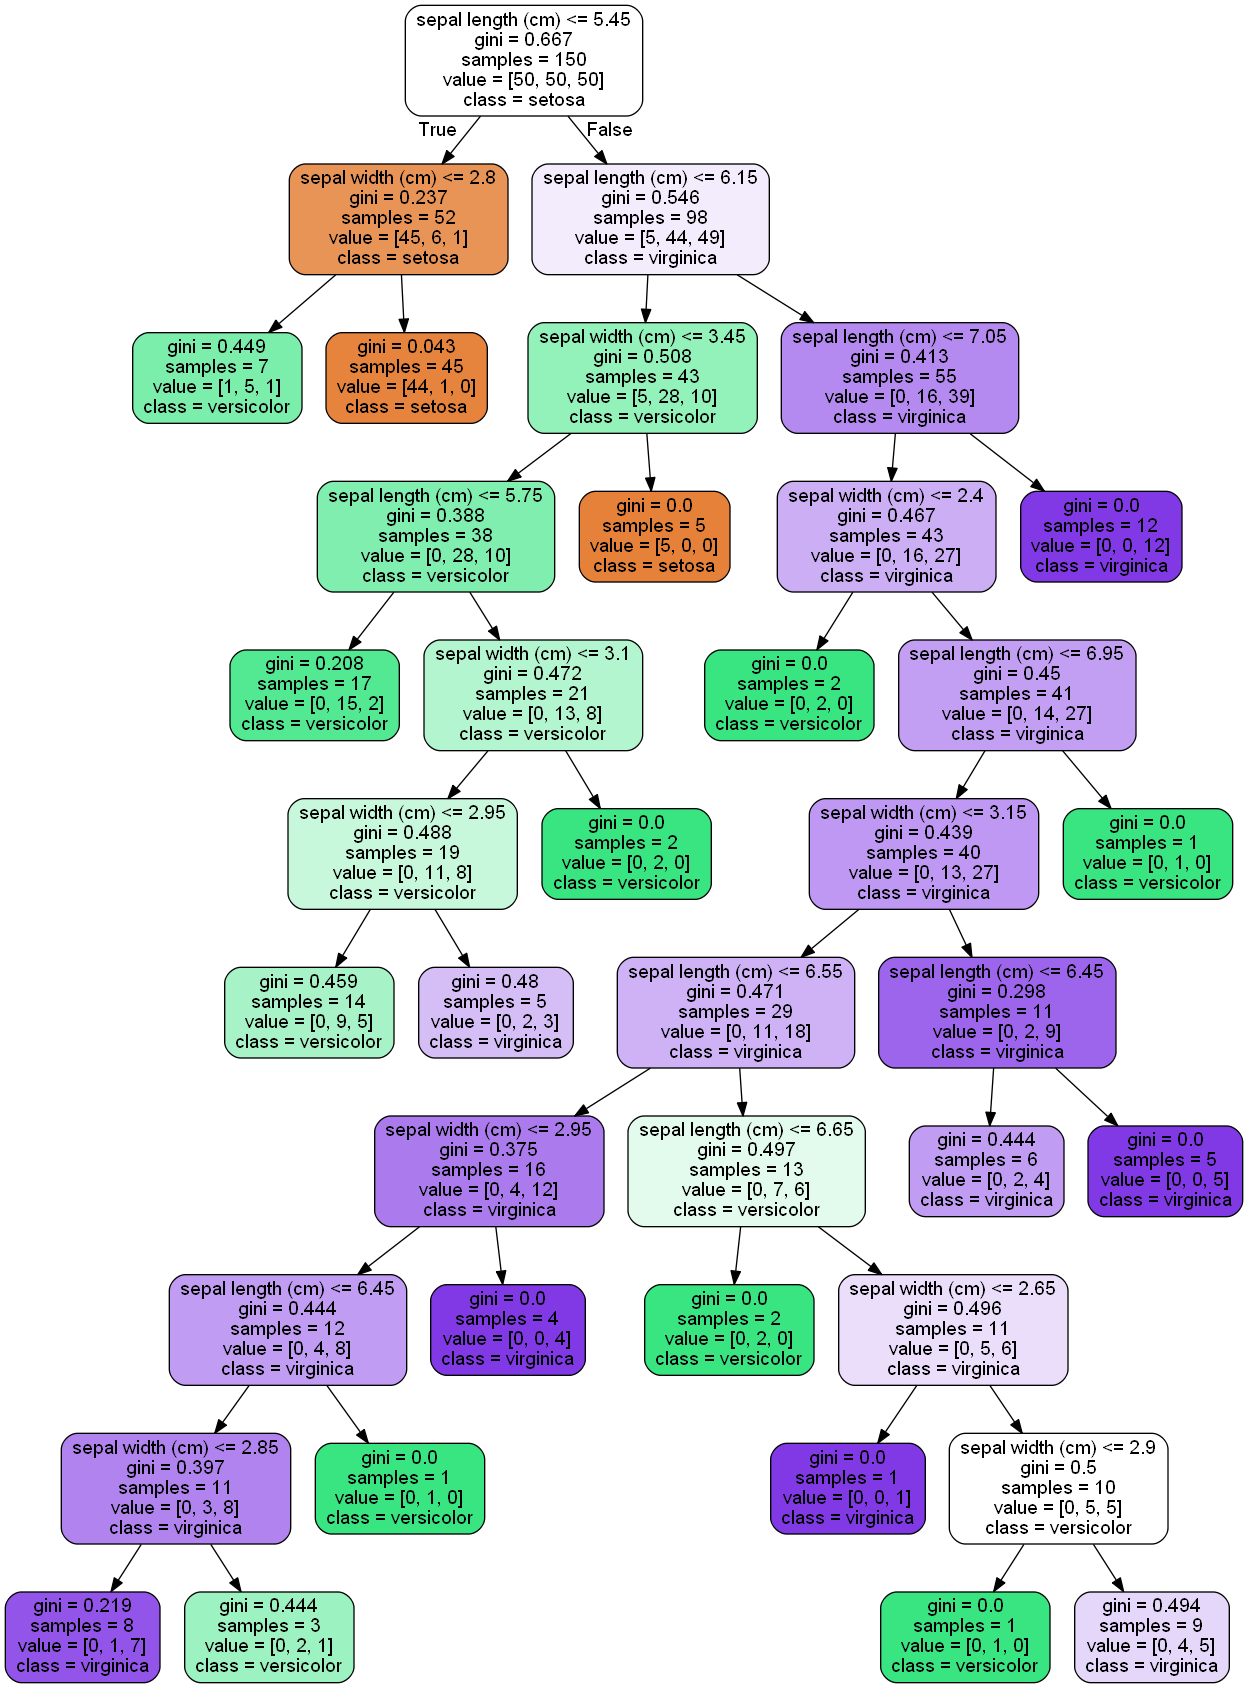 sepal length (cm) <= 5.45
gini = 0.667
samples = 150
value = [50, 50, 50]
class = setosa
True
False
sepal width (cm) <= 2.8
gini = 0.237
samples = 52
value = [45, 6, 1]
class = setosa
sepal length (cm) <= 6.15
gini = 0.546
samples = 98
value = [5, 44, 49]
class = virginica
gini = 0.449
samples = 7
value = [1, 5, 1]
class = versicolor
gini = 0.043
samples = 45
value = [44, 1, 0]
class = setosa
sepal width (cm) <= 3.45
gini = 0.508
samples = 43
value = [5, 28, 10]
class = versicolor
sepal length (cm) <= 7.05
gini = 0.413
samples = 55
value = [0, 16, 39]
class = virginica
sepal length (cm) <= 5.75
gini = 0.388
samples = 38
value = [0, 28, 10]
class = versicolor
gini = 0.0
samples = 5
value = [5, 0, 0]
class = setosa
sepal width (cm) <= 2.4
gini = 0.467
samples = 43
value = [0, 16, 27]
class = virginica
gini = 0.0
samples = 12
value = [0, 0, 12]
class = virginica
gini = 0.208
samples = 17
value = [0, 15, 2]
class = versicolor
sepal width (cm) <= 3.1
gini = 0.472
samples = 21
value = [0, 13, 8]
class = versicolor
gini = 0.0
samples = 2
value = [0, 2, 0]
class = versicolor
sepal length (cm) <= 6.95
gini = 0.45
samples = 41
value = [0, 14, 27]
class = virginica
sepal width (cm) <= 2.95
gini = 0.488
samples = 19
value = [0, 11, 8]
class = versicolor
gini = 0.0
samples = 2
value = [0, 2, 0]
class = versicolor
sepal width (cm) <= 3.15
gini = 0.439
samples = 40
value = [0, 13, 27]
class = virginica
gini = 0.0
samples = 1
value = [0, 1, 0]
class = versicolor
gini = 0.459
samples = 14
value = [0, 9, 5]
class = versicolor
gini = 0.48
samples = 5
value = [0, 2, 3]
class = virginica
sepal length (cm) <= 6.55
gini = 0.471
samples = 29
value = [0, 11, 18]
class = virginica
sepal length (cm) <= 6.45
gini = 0.298
samples = 11
value = [0, 2, 9]
class = virginica
sepal width (cm) <= 2.95
gini = 0.375
samples = 16
value = [0, 4, 12]
class = virginica
sepal length (cm) <= 6.65
gini = 0.497
samples = 13
value = [0, 7, 6]
class = versicolor
gini = 0.444
samples = 6
value = [0, 2, 4]
class = virginica
gini = 0.0
samples = 5
value = [0, 0, 5]
class = virginica
sepal length (cm) <= 6.45
gini = 0.444
samples = 12
value = [0, 4, 8]
class = virginica
gini = 0.0
samples = 4
value = [0, 0, 4]
class = virginica
gini = 0.0
samples = 2
value = [0, 2, 0]
class = versicolor
sepal width (cm) <= 2.65
gini = 0.496
samples = 11
value = [0, 5, 6]
class = virginica
sepal width (cm) <= 2.85
gini = 0.397
samples = 11
value = [0, 3, 8]
class = virginica
gini = 0.0
samples = 1
value = [0, 1, 0]
class = versicolor
gini = 0.0
samples = 1
value = [0, 0, 1]
class = virginica
sepal width (cm) <= 2.9
gini = 0.5
samples = 10
value = [0, 5, 5]
class = versicolor
gini = 0.219
samples = 8
value = [0, 1, 7]
class = virginica
gini = 0.444
samples = 3
value = [0, 2, 1]
class = versicolor
gini = 0.0
samples = 1
value = [0, 1, 0]
class = versicolor
gini = 0.494
samples = 9
value = [0, 4, 5]
class = virginica